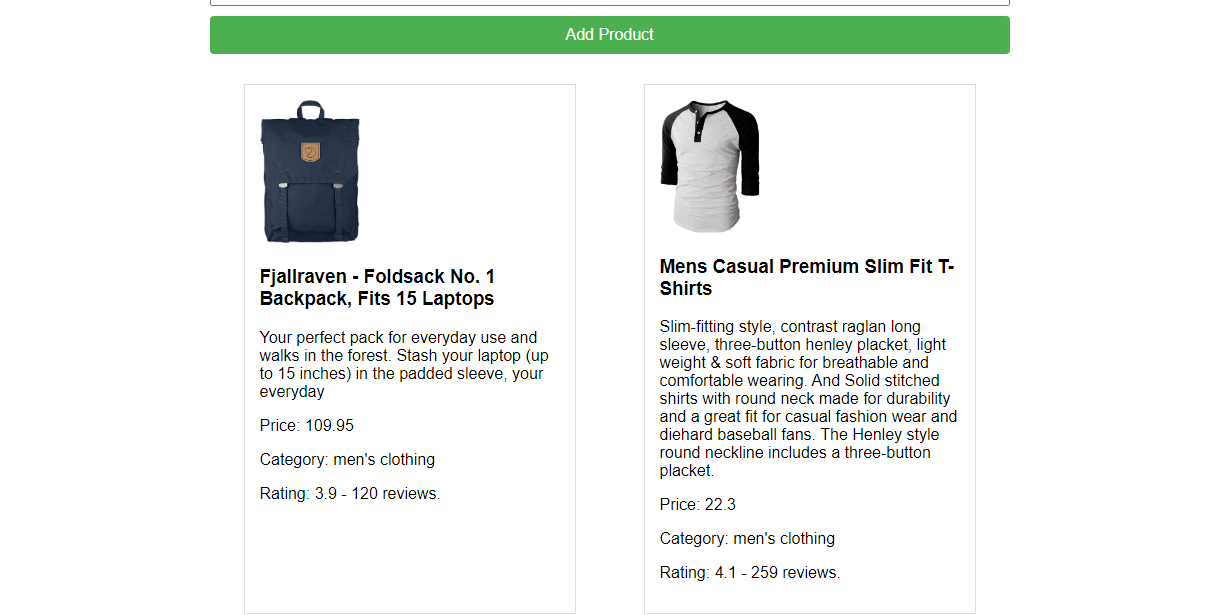 Add Product
Fjallraven - Foldsack No. 1
Backpack, Fits 15 Laptops
Your perfect pack for everyday use and
walks in the forest. Stash your laptop (up
to 15 inches) in the padded sleeve, your
everyday
Price: 109.95
Category: men's clothing
Rating: 3.9 - 120 reviews.
Mens Casual Premium Slim Fit T-
Shirts
Slim-fitting style, contrast raglan long
sleeve, three-button henley placket, light
weight & soft fabric for breathable and
comfortable wearing. And Solid stitched
shirts with round neck made for durability
and a great fit for casual fashion wear and
diehard baseball fans. The Henley style
round neckline includes a three-button
placket.
Price: 22.3
Category: men's clothing
Rating: 4.1 - 259 reviews.